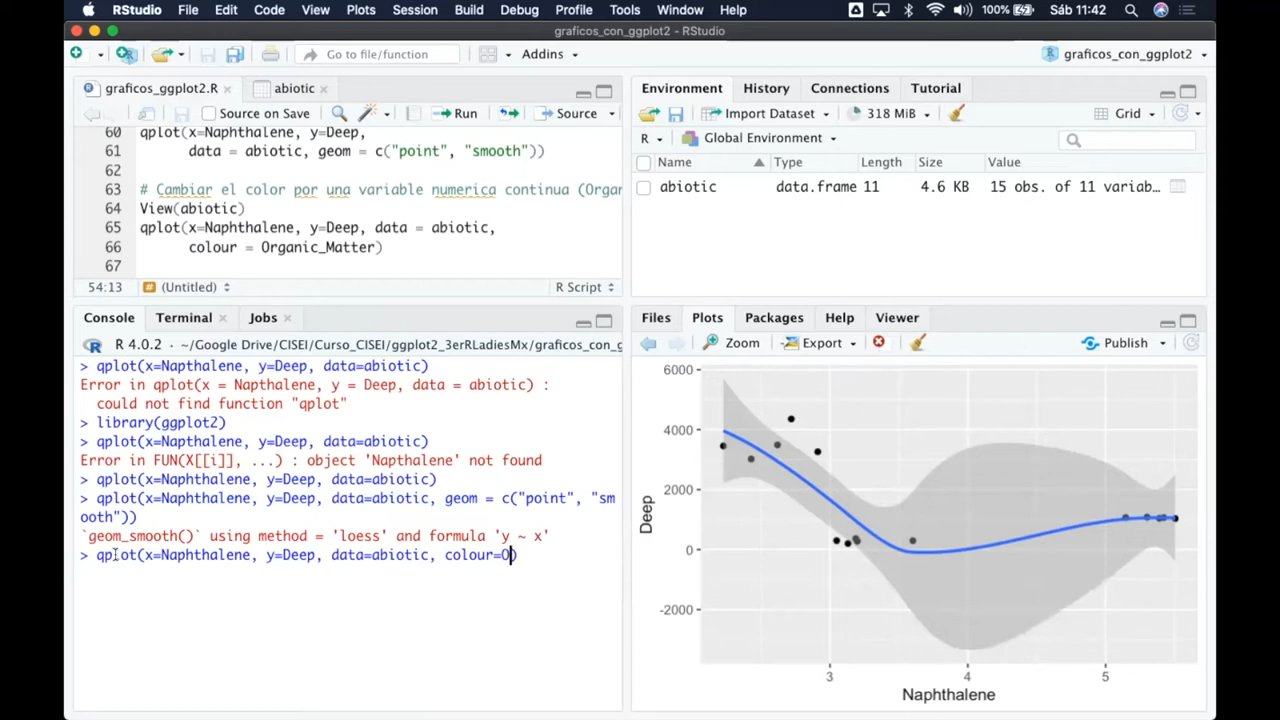 RStudio File Edit Code View Plots Session Build Debug Profile Tools Window Help 100% Sáb 11:42
graficos_con_ggplot2 - RStudio
Go to file/function Addins graficos_con_ggplot2
graficos_ggplot2.R abiotic
Source on Save Run Source
60 qplot(x=Naphthalene, y=Deep,
61 data = abiotic, geom = c("point", "smooth"))
62
63 # Cambiar el color por una variable numerica continua (Organ
64 View(abiotic)
65 qplot(x=Naphthalene, y=Deep, data = abiotic,
66 colour = Organic_Matter)
67
54:13 (Untitled) R Script
Environment History Connections Tutorial
Import Dataset 318 MiB Grid
R Global Environment
Name Type Length Size Value
abiotic data.frame 11 4.6 KB 15 obs. of 11 variab…
Console Terminal Jobs
R 4.0.2 · ~/Google Drive/CISEI/Curso_CISEI/ggplot2_3erRLadiesMx/graficos_con_g
> qplot(x=Napthalene, y=Deep, data=abiotic)
Error in qplot(x = Napthalene, y = Deep, data = abiotic) :
could not find function "qplot"
> library(ggplot2)
> qplot(x=Napthalene, y=Deep, data=abiotic)
Error in FUN(X[[i]], ...) : object 'Napthalene' not found
> qplot(x=Naphthalene, y=Deep, data=abiotic)
> qplot(x=Naphthalene, y=Deep, data=abiotic, geom = c("point", "sm
ooth"))
`geom_smooth()` using method = 'loess' and formula 'y ~ x'
> qplot(x=Naphthalene, y=Deep, data=abiotic, colour=O)
Files Plots Packages Help Viewer
Zoom Export Publish
6000
4000
2000
0
-2000
Deep
3 4 5
Naphthalene